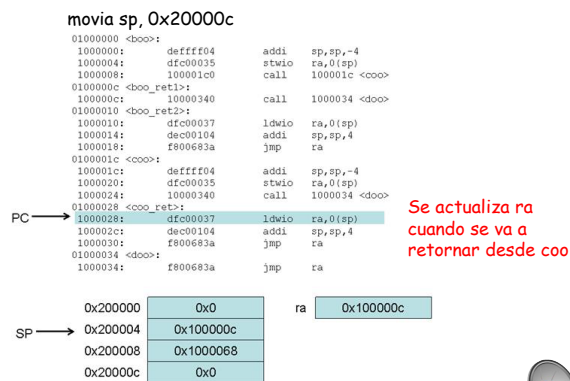 movia sp, 0x20000c
01000000 <boo>:
1000000: deffff04 addi sp,sp,-4
1000004: dfc00035 stwio ra,0(sp)
1000008: 100001c0 call 100001c <coo>
0100000c <boo_ret1>:
100000c: 10000340 call 1000034 <doo>
01000010 <boo_ret2>:
1000010: dfc00037 ldwio ra,0(sp)
1000014: dec00104 addi sp,sp,4
1000018: f800683a jmp ra
0100001c <coo>:
100001c: deffff04 addi sp,sp,-4
1000020: dfc00035 stwio ra,0(sp)
1000024: 10000340 call 1000034 <doo>
01000028 <coo_ret>:
PC 1000028: dfc00037 ldwio ra,0(sp)
100002c: dec00104 addi sp,sp,4
1000030: f800683a jmp ra
01000034 <doo>:
1000034: f800683a jmp ra
Se actualiza ra
cuando se va a
retornar desde coo
0x200000 0x0 ra 0x100000c
SP 0x200004 0x100000c
0x200008 0x1000068
0x20000c 0x0